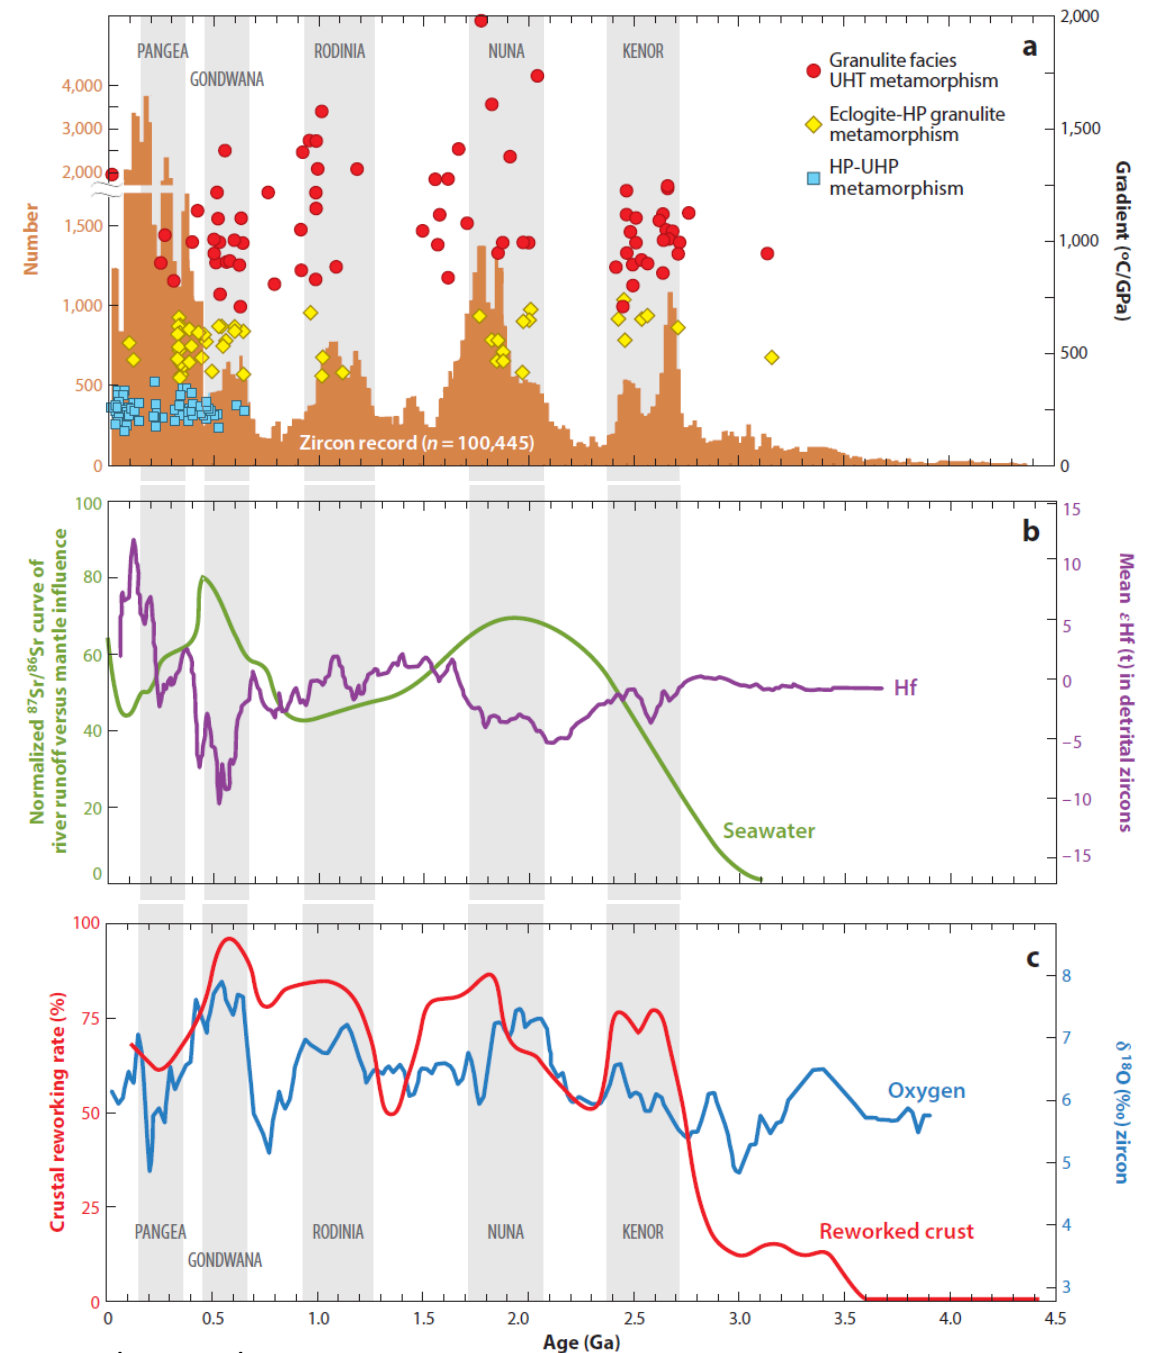 2,000
PANGEA
RODINIA
NUNA
KENOR
a
GONDWANA
Granulite facies
UHT metamorphism
Eclogite-HP granulite
metamorphism
HP-UHP
metamorphism
4,000
3,000
2,000
1,500
1,000
500
0
Number
1,500
1,000
500
0
Gradient (°C/GPa)
Zircon record (n = 100,445)
b
100
80
60
40
20
0
Normalized ⁸⁷Sr/⁸⁶Sr curve of
river runoff versus mantle influence
15
10
5
0
−5
−10
−15
Mean εHf (t) in detrital zircons
Hf
Seawater
c
100
75
50
25
0
Crustal reworking rate (%)
8
7
6
5
4
3
δ¹⁸O (‰) zircon
Oxygen
Reworked crust
PANGEA
RODINIA
NUNA
KENOR
GONDWANA
0 0.5 1.0 1.5 2.0 2.5 3.0 3.5 4.0 4.5
Age (Ga)